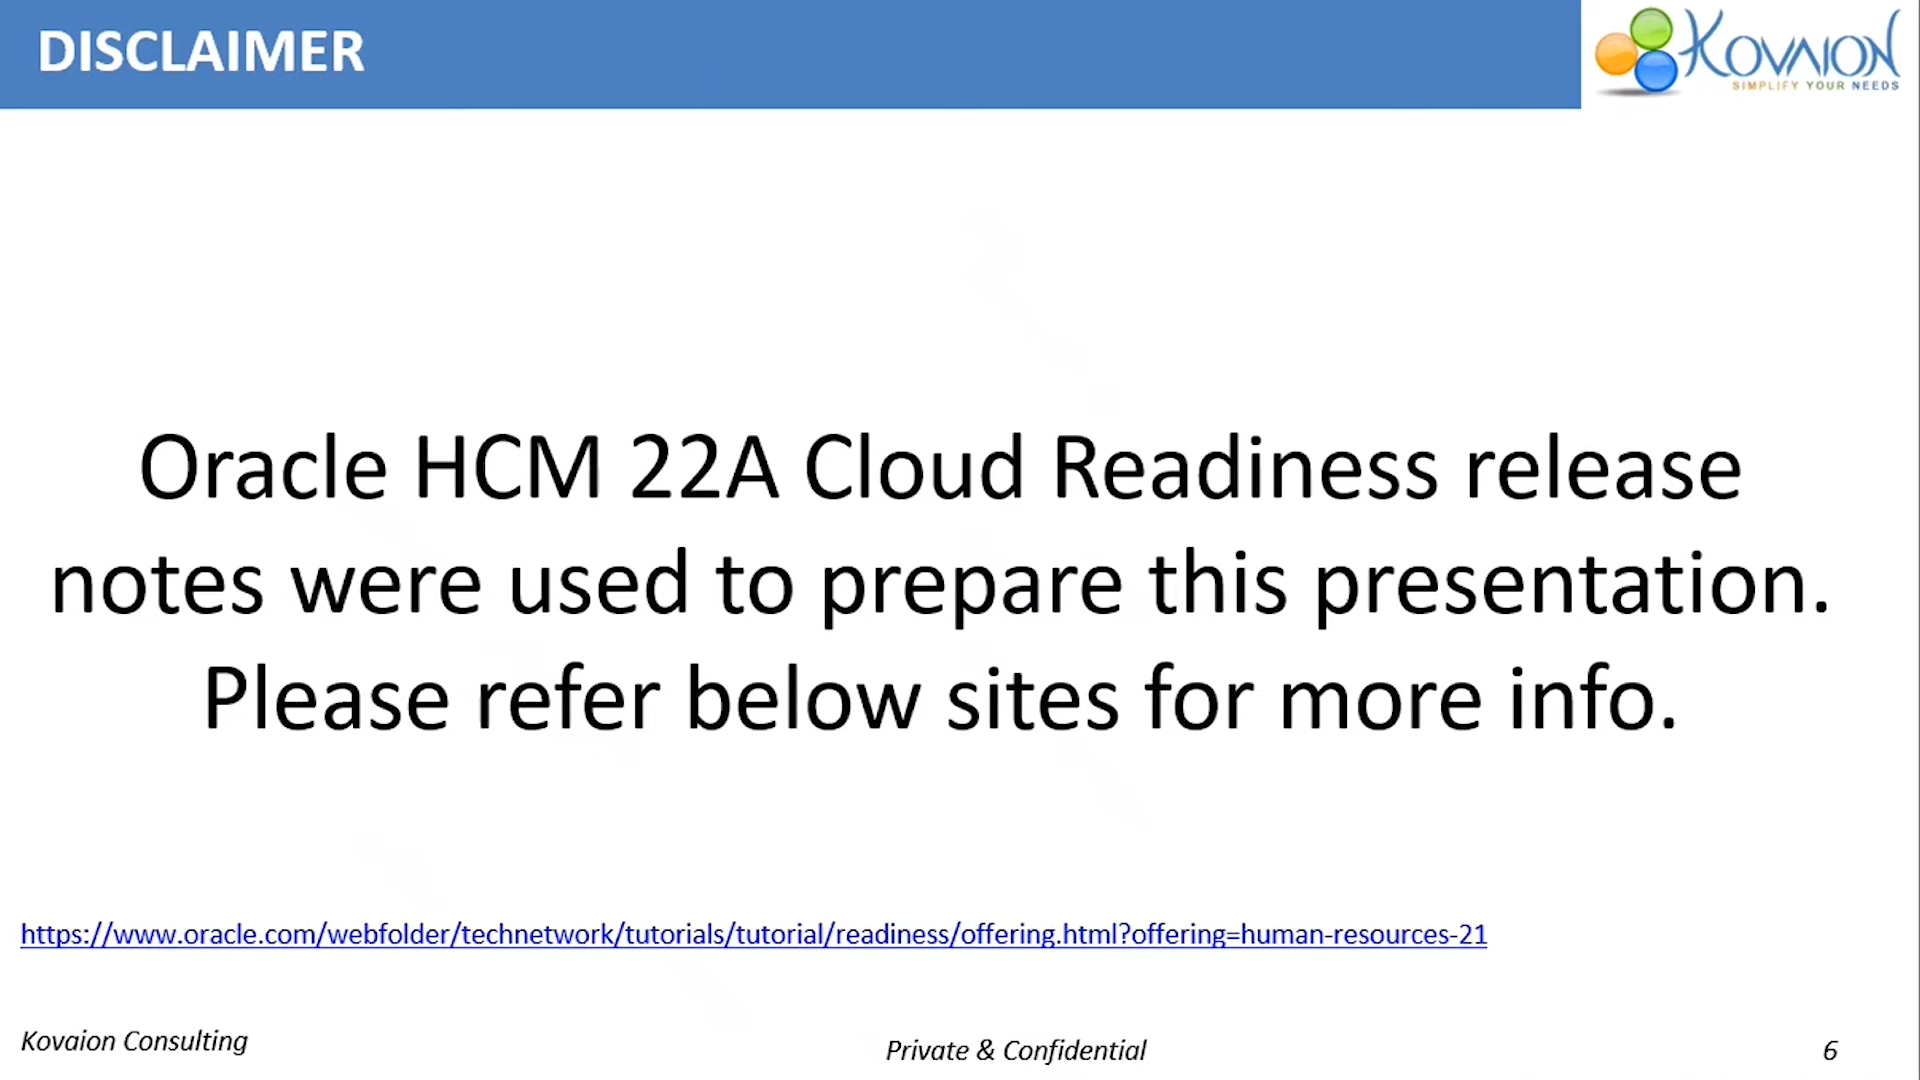 DISCLAIMER
KOVAION
SIMPLIFY YOUR NEEDS
Oracle HCM 22A Cloud Readiness release
notes were used to prepare this presentation.
Please refer below sites for more info.
https://www.oracle.com/webfolder/technetwork/tutorials/tutorial/readiness/offering.html?offering=human-resources-21
Kovaion Consulting
Private & Confidential
6